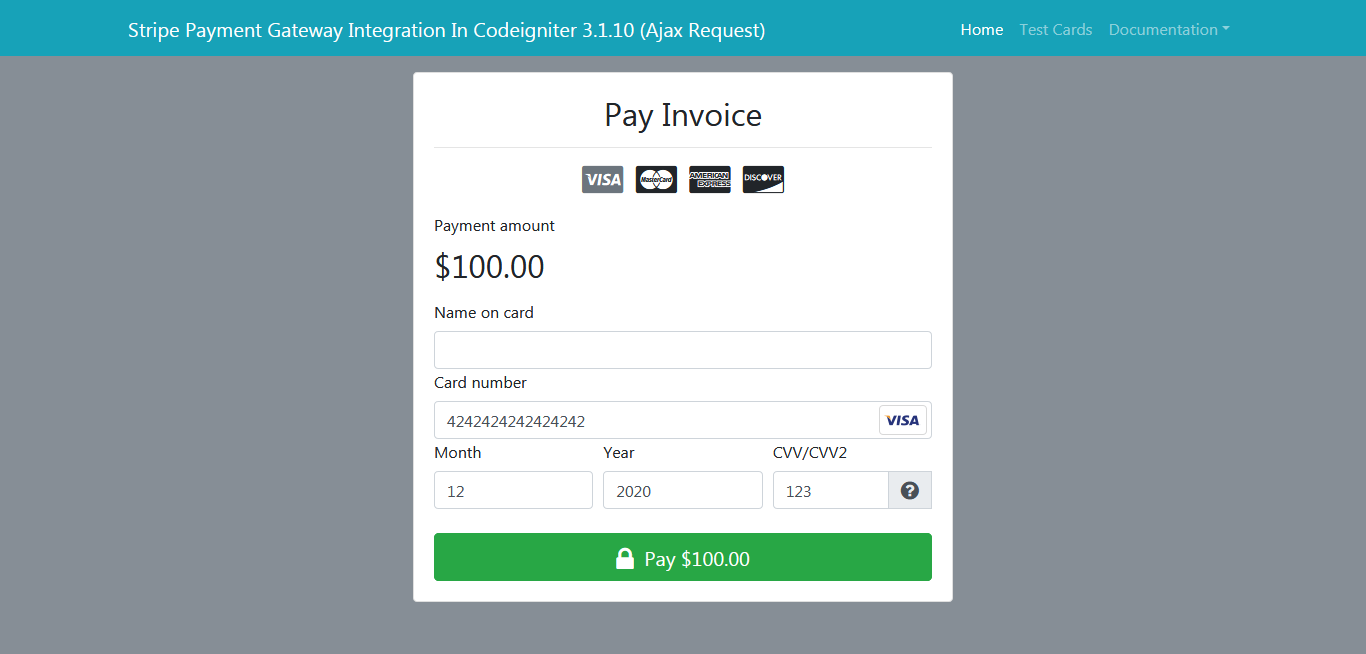 Stripe Payment Gateway Integration In Codeigniter 3.1.10 (Ajax Request) Home Test Cards Documentation
Pay Invoice
VISA MasterCard AMERICAN EXPRESS DISCOVER
Payment amount
$100.00
Name on card
Card number
4242424242424242 VISA
Month Year CVV/CVV2
12 2020 123 ?
Pay $100.00